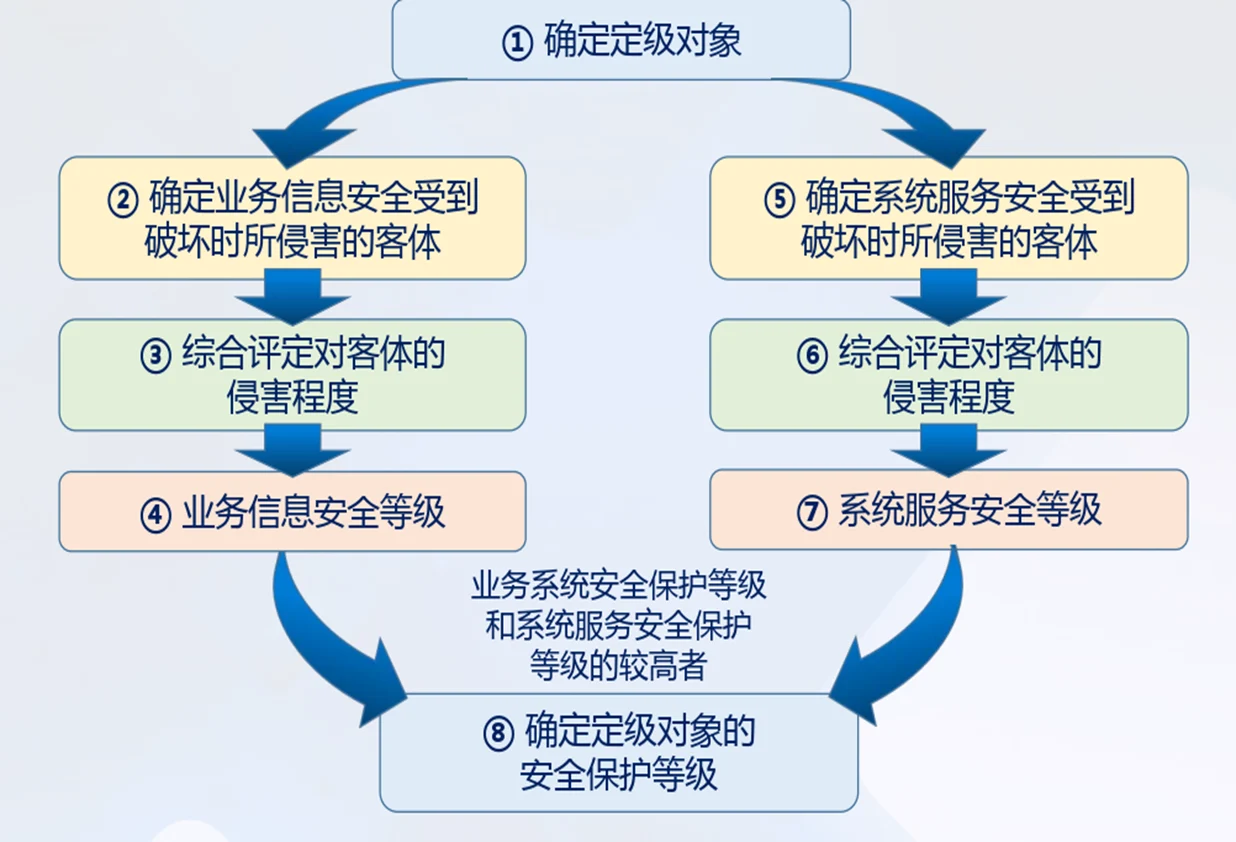 ① 确定定级对象
② 确定业务信息安全受到
破坏时所侵害的客体
③ 综合评定对客体的
侵害程度
④ 业务信息安全等级
⑤ 确定系统服务安全受到
破坏时所侵害的客体
⑥ 综合评定对客体的
侵害程度
⑦ 系统服务安全等级
业务系统安全保护等级
和系统服务安全保护
等级的较高者
⑧ 确定定级对象的
安全保护等级